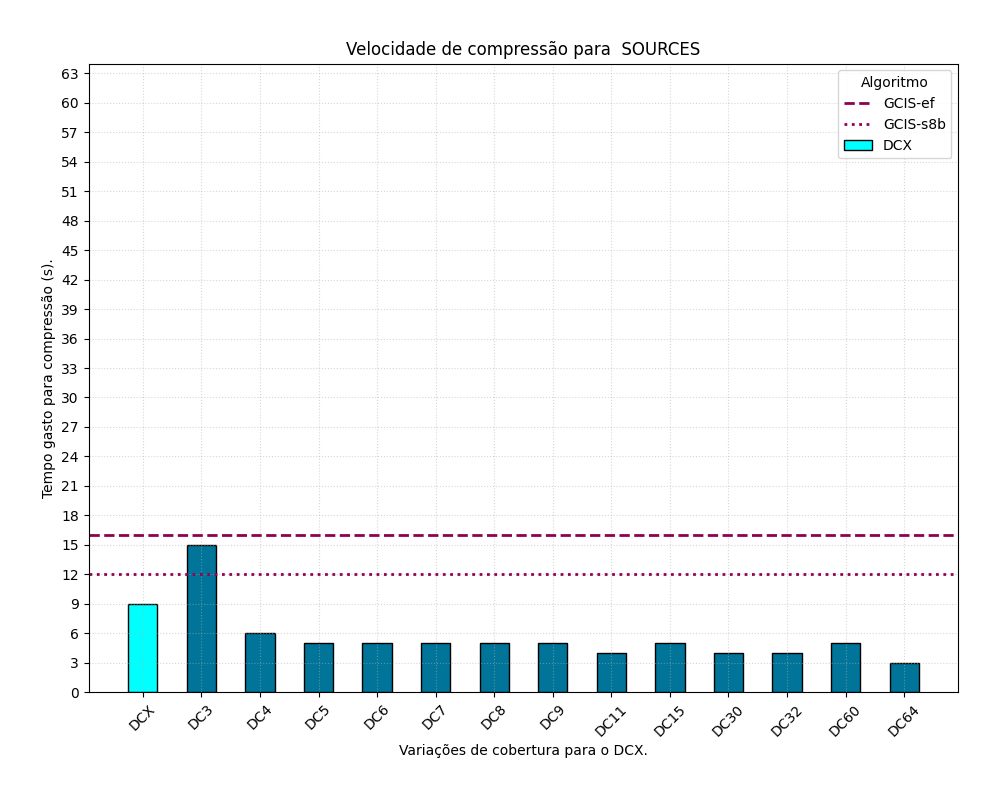 Velocidade de compressão para  SOURCES
Algoritmo
GCIS-ef
GCIS-s8b
DCX
Tempo gasto para compressão (s).
63
60
57
54
51
48
45
42
39
36
33
30
27
24
21
18
15
12
9
6
3
0
DCX
DC3
DC4
DC5
DC6
DC7
DC8
DC9
DC11
DC15
DC30
DC32
DC60
DC64
Variações de cobertura para o DCX.